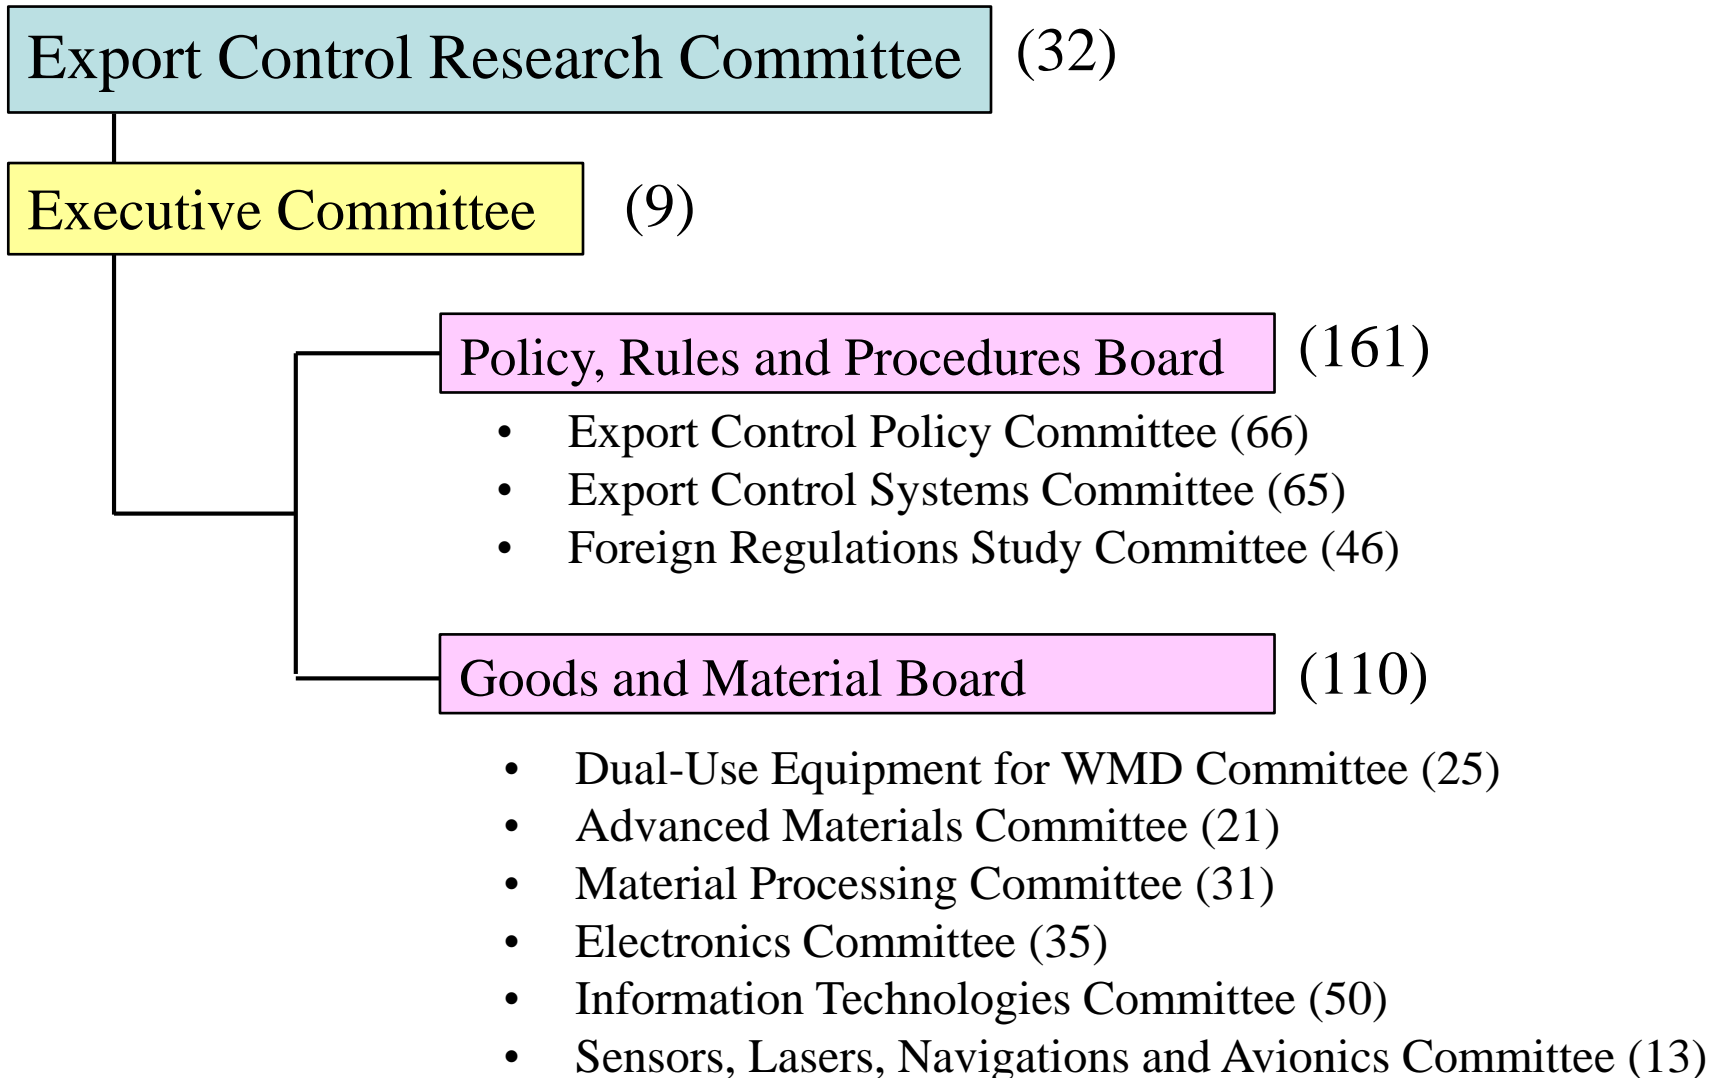 Export Control Research Committee (32)
Executive Committee (9)
Policy, Rules and Procedures Board (161)
• Export Control Policy Committee (66)
• Export Control Systems Committee (65)
• Foreign Regulations Study Committee (46)
Goods and Material Board (110)
• Dual-Use Equipment for WMD Committee (25)
• Advanced Materials Committee (21)
• Material Processing Committee (31)
• Electronics Committee (35)
• Information Technologies Committee (50)
• Sensors, Lasers, Navigations and Avionics Committee (13)